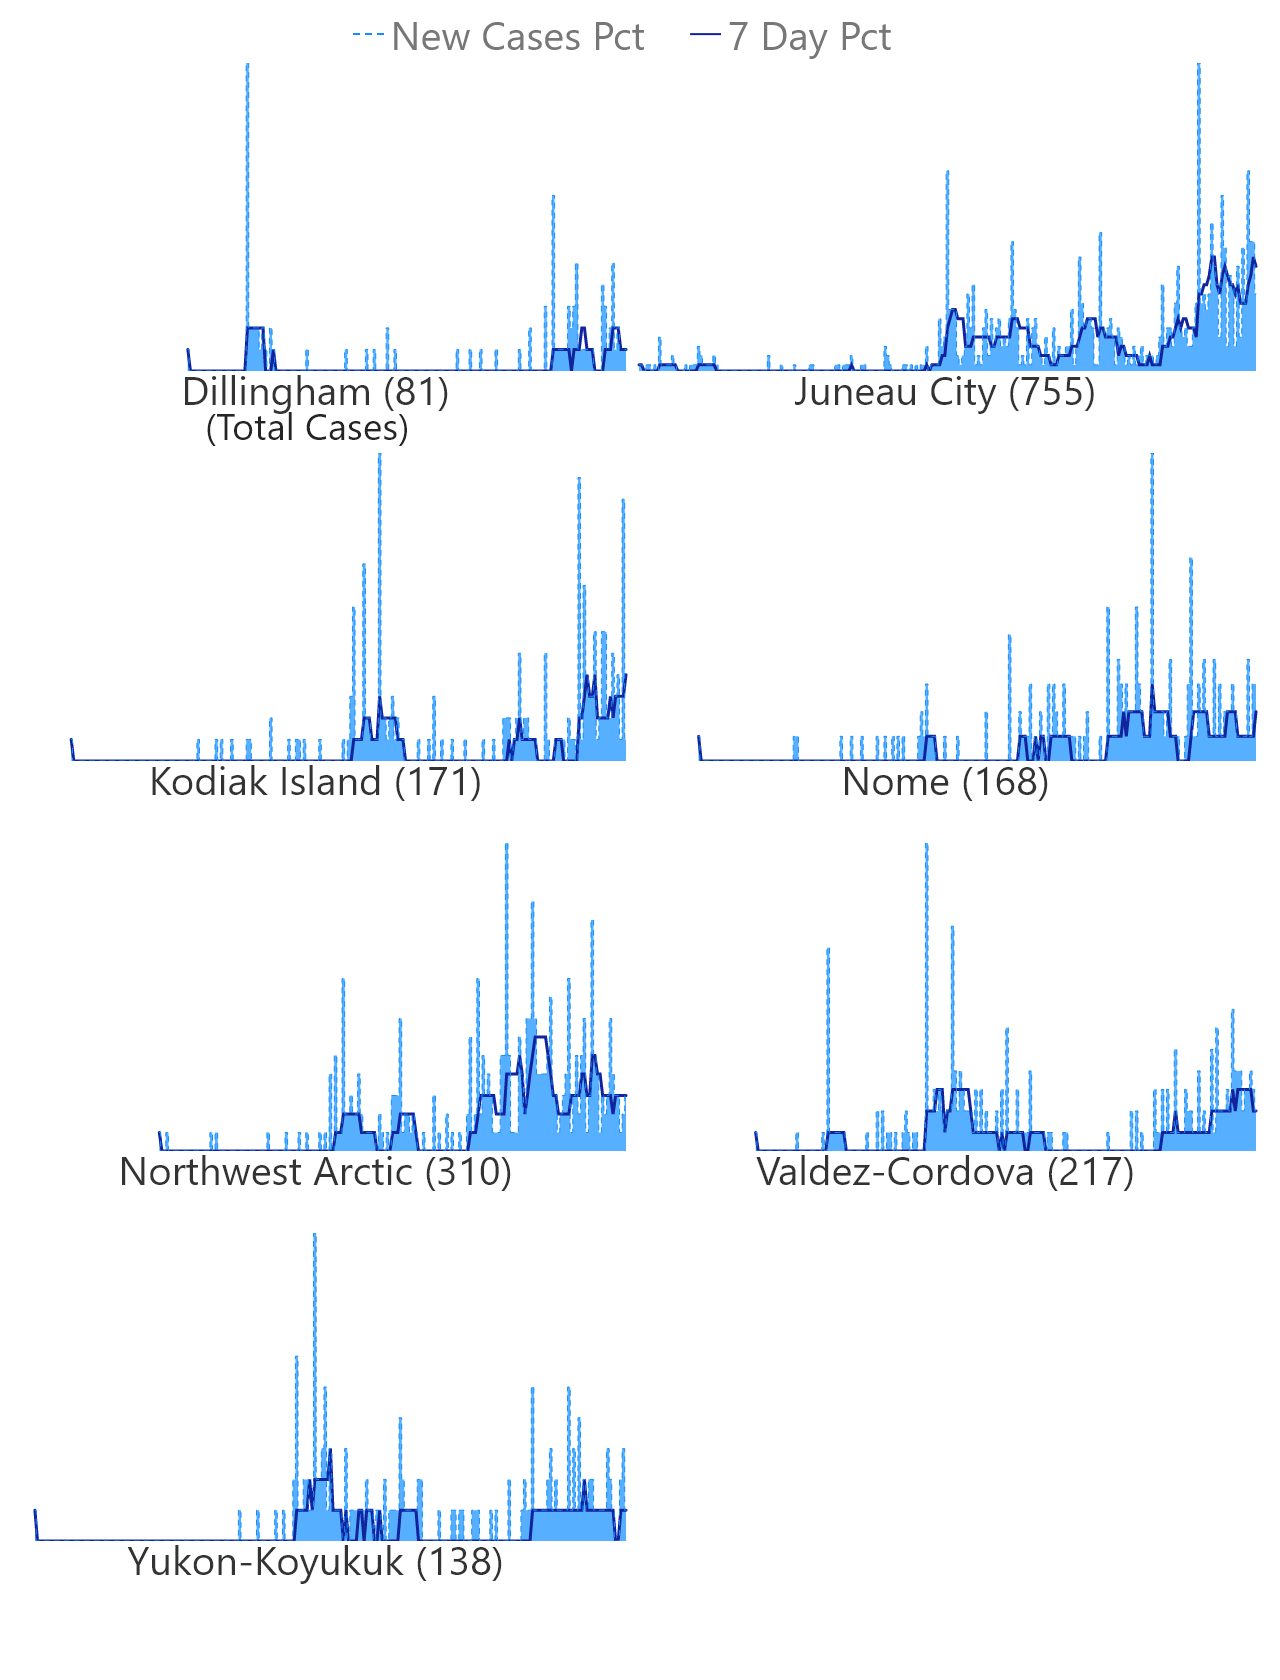 New Cases Pct 7 Day Pct
Dillingham (81) Juneau City (755)
(Total Cases)
Kodiak Island (171) Nome (168)
Northwest Arctic (310) Valdez-Cordova (217)
Yukon-Koyukuk (138)